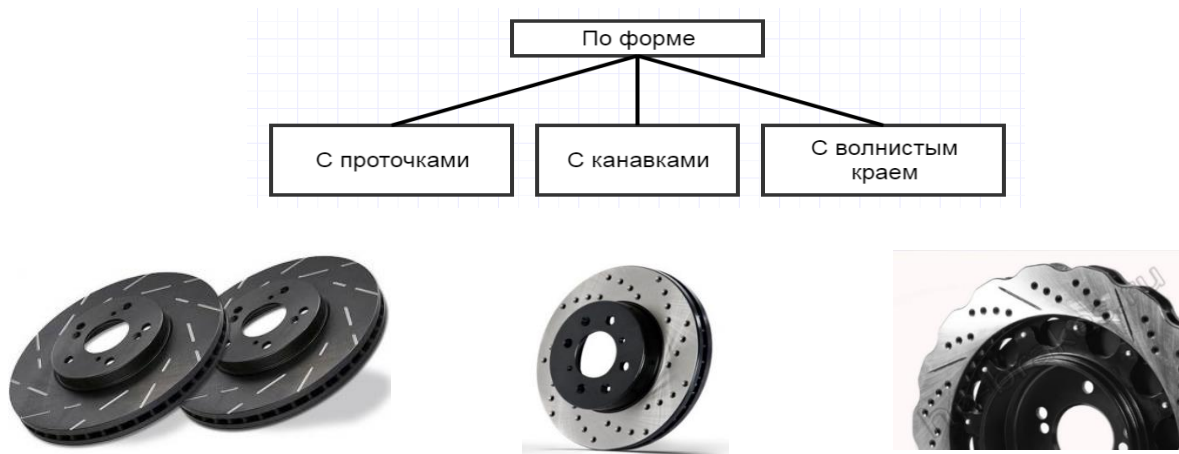 По форме
С проточками
С канавками
С волнистым
краем